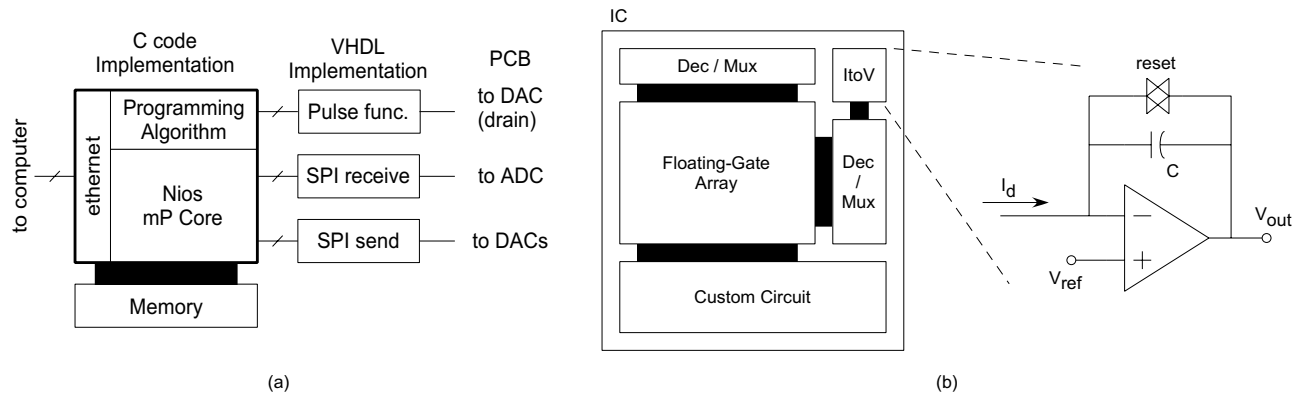 C code
Implementation
VHDL
Implementation
PCB
to computer
ethernet
Programming
Algorithm
Nios
mP Core
Memory
Pulse func.
SPI receive
SPI send
to DAC
(drain)
to ADC
to DACs
(a)
IC
Dec / Mux
ItoV
Floating-Gate
Array
Dec
/
Mux
Custom Circuit
reset
C
I_d
V_out
V_ref
(b)